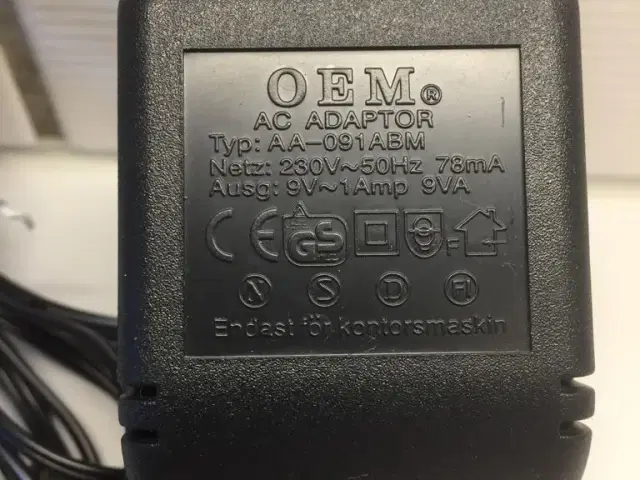 OEM®
AC ADAPTOR
Typ: AA-091ABM
Netz: 230V~50Hz 78mA
Ausg: 9V~1Amp 9VA
CE GS F
N S D FI
Endast för kontorsmaskin